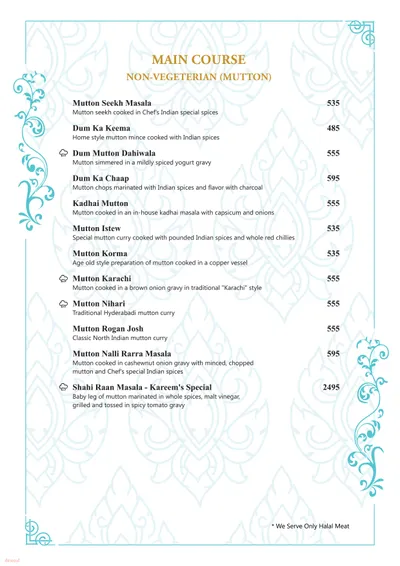 MAIN COURSE
NON-VEGETERIAN (MUTTON)
Mutton Seekh Masala 535
Mutton seekh cooked in Chef's Indian special spices
Dum Ka Keema 485
Home style mutton mince cooked with Indian spices
Dum Mutton Dahiwala 555
Mutton simmered in a mildly spiced yogurt gravy
Dum Ka Chaap 595
Mutton chops marinated with Indian spices and flavor with charcoal
Kadhai Mutton 555
Mutton cooked in an in-house kadhai masala with capsicum and onions
Mutton Istew 535
Special mutton curry cooked with pounded Indian spices and whole red chillies
Mutton Korma 535
Age old style preparation of mutton cooked in a copper vessel
Mutton Karachi 555
Mutton cooked in a brown onion gravy in traditional "Karachi" style
Mutton Nihari 555
Traditional Hyderabadi mutton curry
Mutton Rogan Josh 555
Classic North Indian mutton curry
Mutton Nalli Rarra Masala 595
Mutton cooked in cashewnut onion gravy with minced, chopped
mutton and Chef's special Indian spices
Shahi Raan Masala - Kareem's Special 2495
Baby leg of mutton marinated in whole spices, malt vinegar,
grilled and tossed in spicy tomato gravy
* We Serve Only Halal Meat